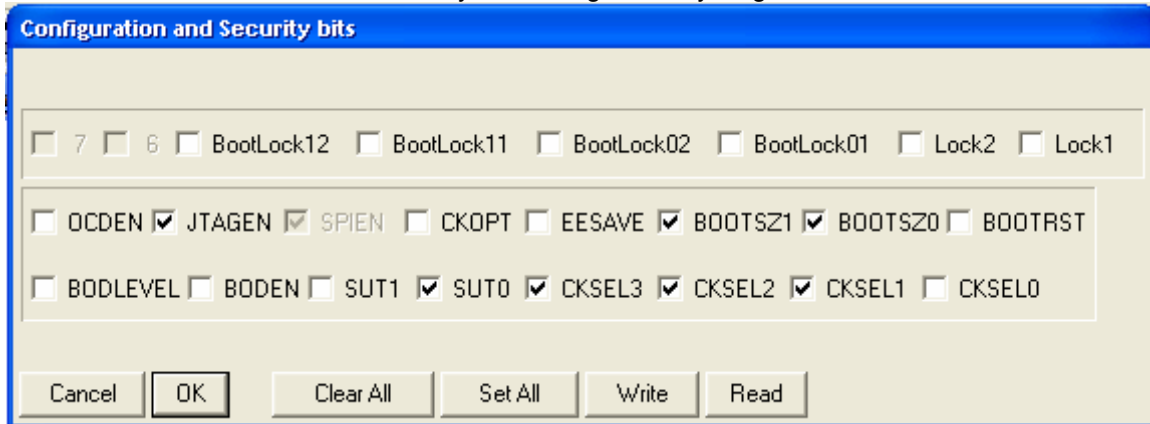 Configuration and Security bits
7 6 BootLock12 BootLock11 BootLock02 BootLock01 Lock2 Lock1
OCDEN JTAGEN SPIEN CKOPT EESAVE BOOTSZ1 BOOTSZ0 BOOTRST
BODLEVEL BODEN SUT1 SUT0 CKSEL3 CKSEL2 CKSEL1 CKSEL0
Cancel OK Clear All Set All Write Read